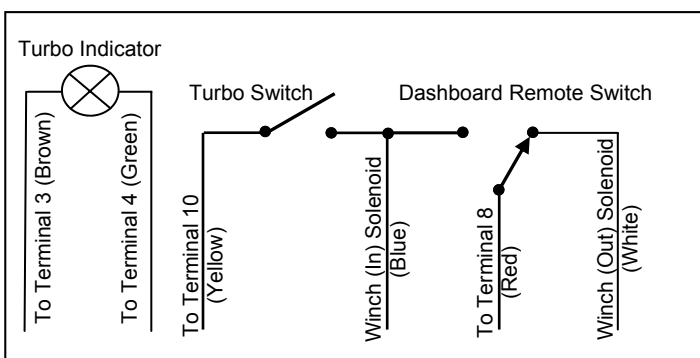 Turbo Indicator
Turbo Switch
Dashboard Remote Switch
To Terminal 3 (Brown)
To Terminal 4 (Green)
To Terminal 10
(Yellow)
Winch (In) Solenoid
(Blue)
To Terminal 8
(Red)
Winch (Out) Solenoid
(White)